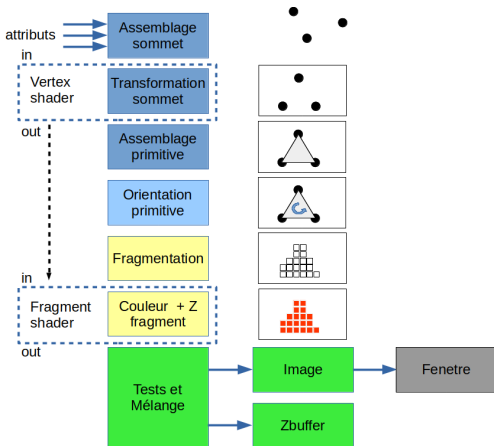 attributs
Assemblage
sommet
in
Vertex
shader
Transformation
sommet
out
Assemblage
primitive
Orientation
primitive
Fragmentation
in
Fragment
shader
Couleur + Z
fragment
out
Tests et
Mélange
Image
Fenetre
Zbuffer